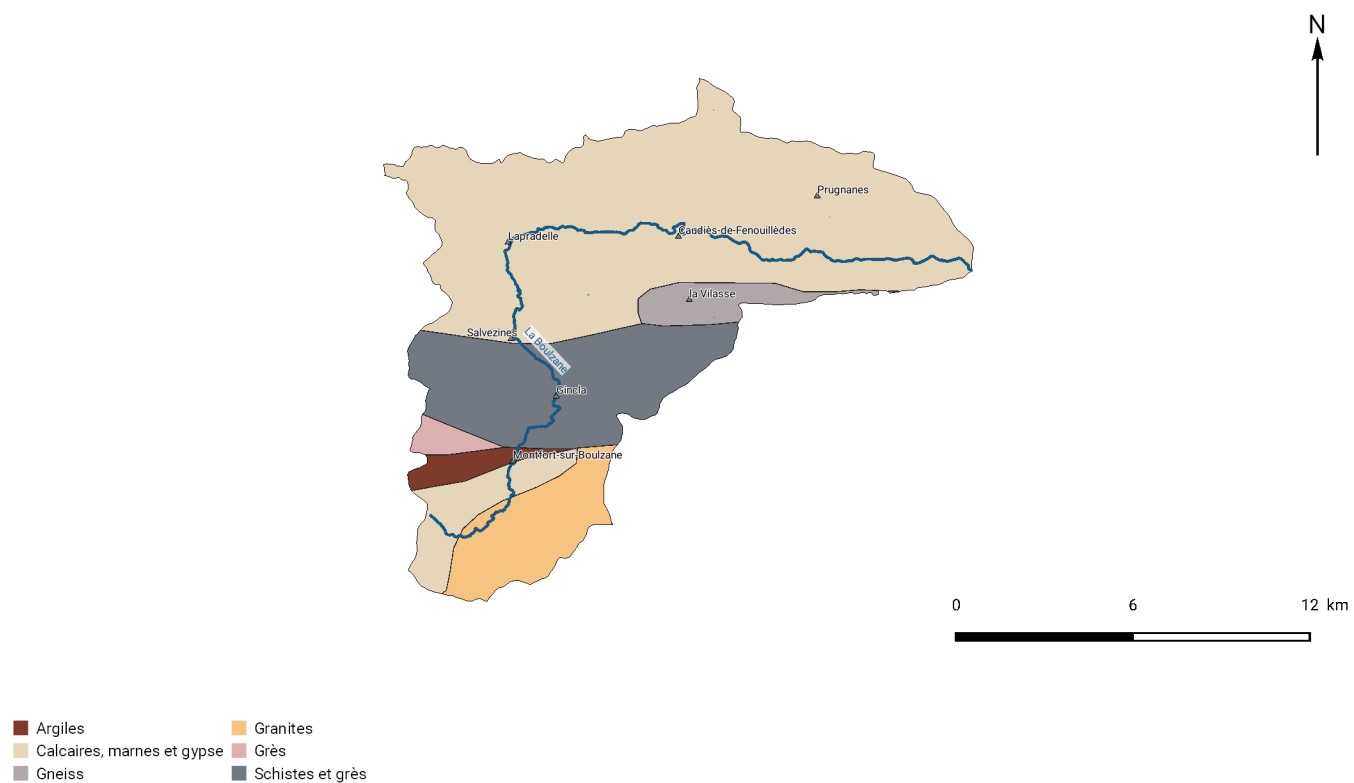 N
Prugnanes
Caudiès-de-Fenouillèdes
Lapradelle
la Vilasse
Salvezines
La Boulzane
Gincla
Montfort-sur-Boulzane
0 6 12 km
Argiles
Calcaires, marnes et gypse
Gneiss
Granites
Grès
Schistes et grès